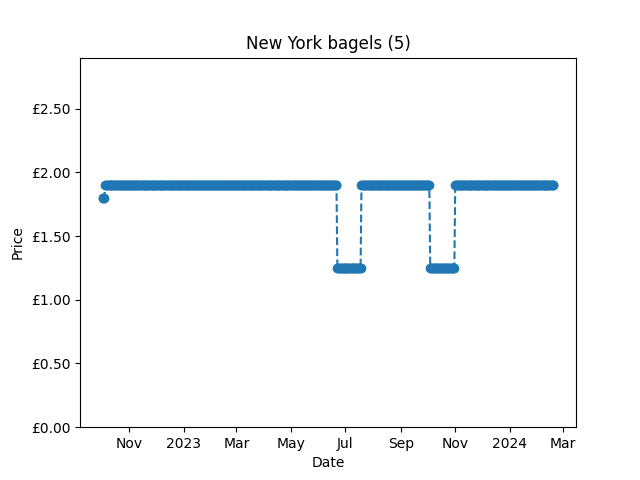 New York bagels (5)
£2.50
£2.00
£1.50
£1.00
£0.50
£0.00
Price
Nov 2023 Mar May Jul Sep Nov 2024 Mar
Date